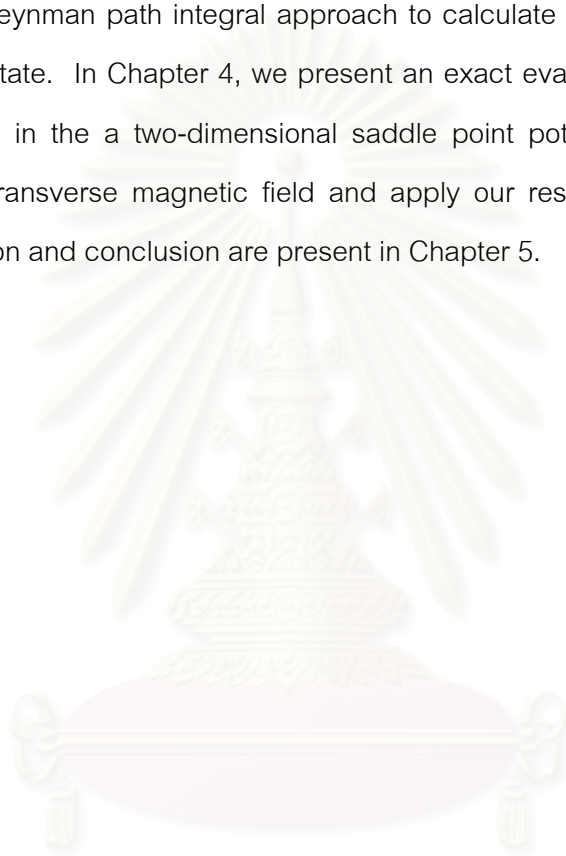 eynman path integral approach to calculate
tate. In Chapter 4, we present an exact eva
in the a two-dimensional saddle point pot
ransverse magnetic field and apply our res
on and conclusion are present in Chapter 5.